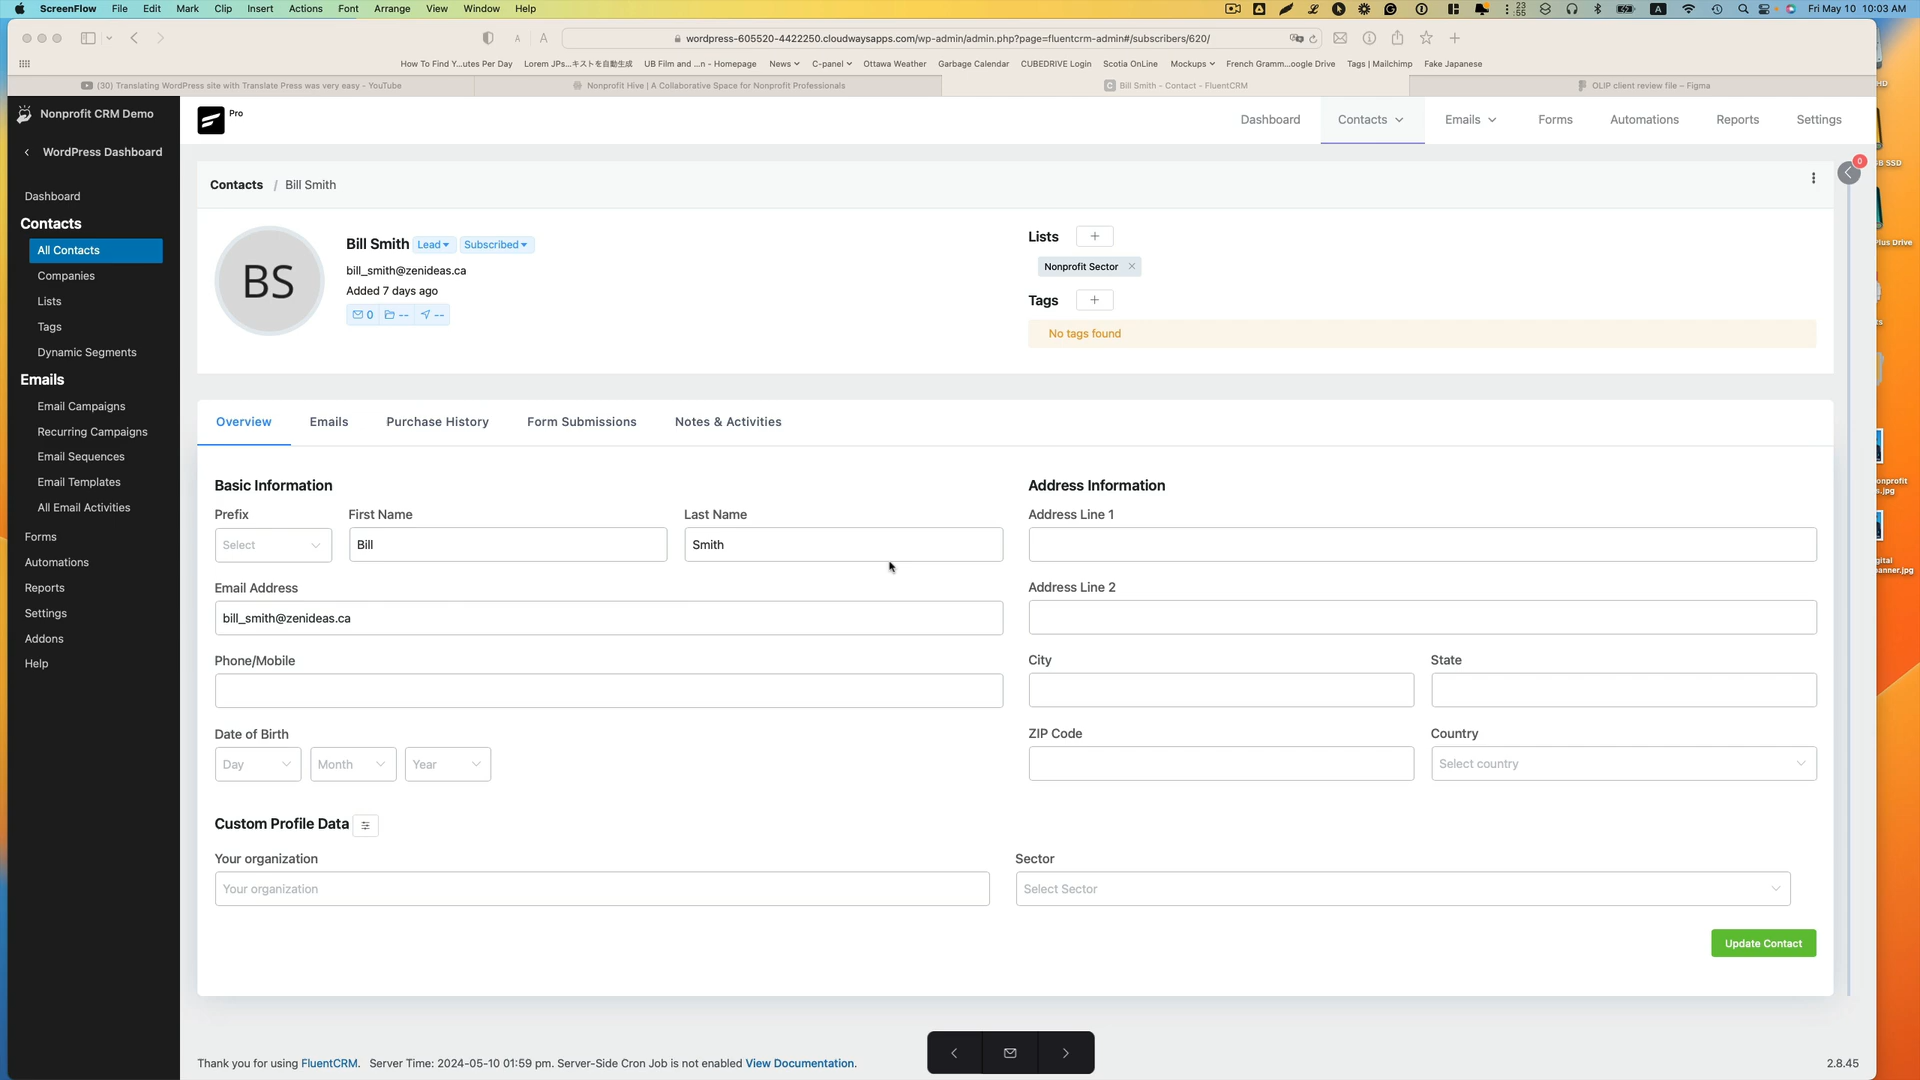 ScreenFlow File Edit Mark Clip Insert Actions Font Arrange View Window Help
23
:55
A
Fri May 10 10:03 AM
A A
wordpress-605520-4422250.cloudwaysapps.com/wp-admin/admin.php?page=fluentcrm-admin#/subscribers/620/
How To Find Y...utes Per Day Lorem JPs...キストを自動生成 UB Film and ...n - Homepage News C-panel Ottawa Weather Garbage Calendar CUBEDRIVE Login Scotia OnLine Mockups French Gramm...oogle Drive Tags | Mailchimp Fake Japanese
(30) Translating WordPress site with Translate Press was very easy - YouTube
Nonprofit Hive | A Collaborative Space for Nonprofit Professionals
Bill Smith - Contact - FluentCRM
OLIP client review file – Figma
Nonprofit CRM Demo
WordPress Dashboard
Dashboard
Contacts
All Contacts
Companies
Lists
Tags
Dynamic Segments
Emails
Email Campaigns
Recurring Campaigns
Email Sequences
Email Templates
All Email Activities
Forms
Automations
Reports
Settings
Addons
Help
Pro
Dashboard Contacts Emails Forms Automations Reports Settings
0
Contacts / Bill Smith
BS
Bill Smith Lead Subscribed
bill_smith@zenideas.ca
Added 7 days ago
0 -- --
Lists +
Nonprofit Sector ×
Tags +
No tags found
Overview Emails Purchase History Form Submissions Notes & Activities
Basic Information
Prefix First Name Last Name
Select Bill Smith
Email Address
bill_smith@zenideas.ca
Phone/Mobile
Date of Birth
Day Month Year
Address Information
Address Line 1
Address Line 2
City State
ZIP Code Country
Select country
Custom Profile Data
Your organization Sector
Your organization Select Sector
Update Contact
Thank you for using FluentCRM. Server Time: 2024-05-10 01:59 pm. Server-Side Cron Job is not enabled View Documentation.
2.8.45